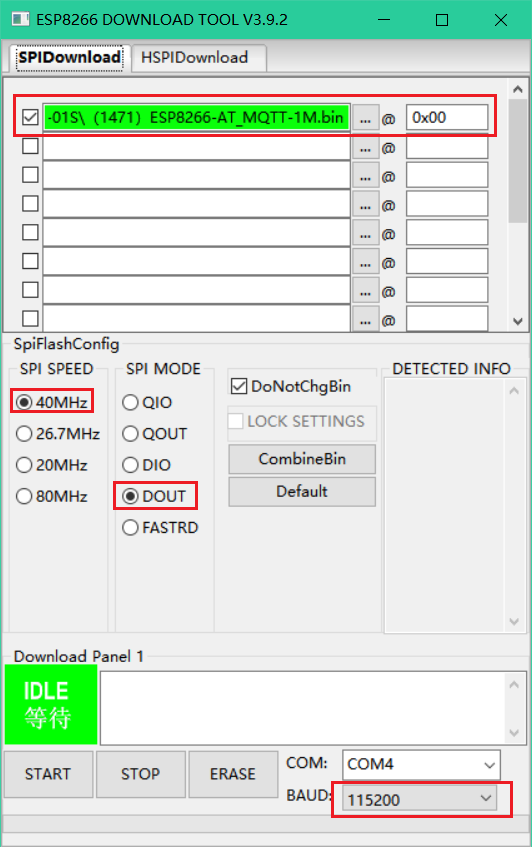 ESP8266 DOWNLOAD TOOL V3.9.2
SPIDownload HSPIDownload
-01S\（1471）ESP8266-AT_MQTT-1M.bin ... @ 0x00
... @
... @
... @
... @
... @
... @
... @
SpiFlashConfig
SPI SPEED SPI MODE DETECTED INFO
40MHz QIO DoNotChgBin
26.7MHz QOUT LOCK SETTINGS
20MHz DIO CombineBin
80MHz DOUT Default
FASTRD
Download Panel 1
IDLE
等待
START STOP ERASE COM: COM4
BAUD: 115200